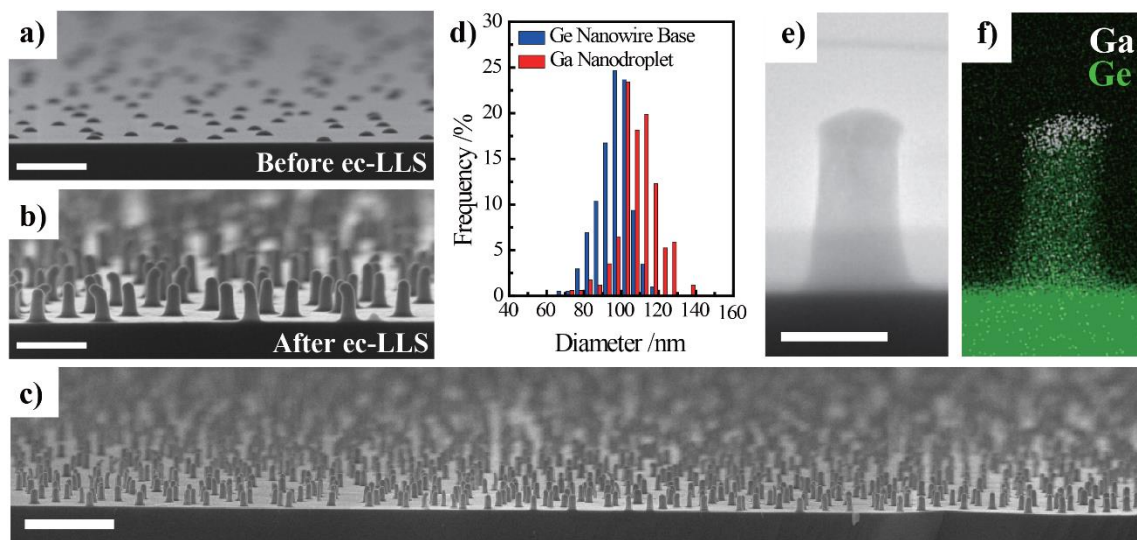 a)
Before ec-LLS
b)
After ec-LLS
c)
d)
Ge Nanowire Base
Ga Nanodroplet
Frequency /%
30
25
20
15
10
5
0
40 60 80 100 120 140 160
Diameter /nm
e)
f)
Ga
Ge